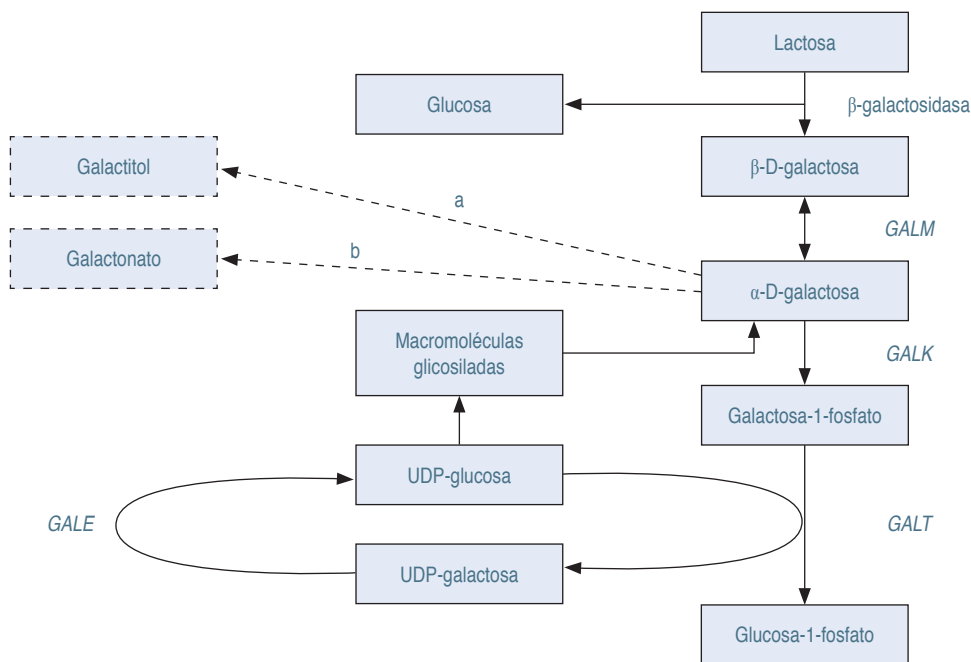 Lactosa
Glucosa
β-galactosidasa
Galactitol
β-D-galactosa
a
GALM
Galactonato
b
α-D-galactosa
Macromoléculas
glicosiladas
GALK
Galactosa-1-fosfato
UDP-glucosa
GALE
GALT
UDP-galactosa
Glucosa-1-fosfato